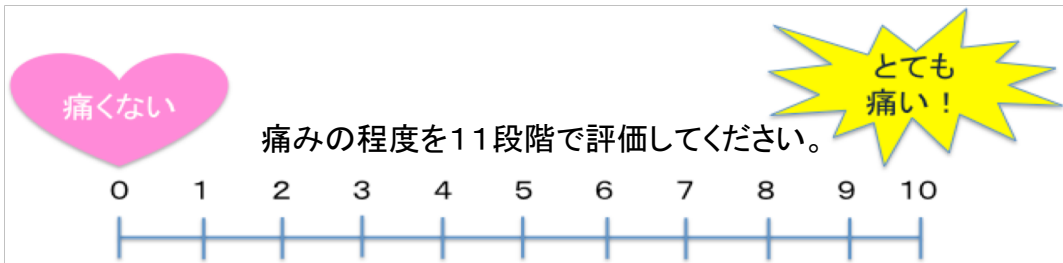 痛くない
とても
痛い！
痛みの程度を１１段階で評価してください。
0 1 2 3 4 5 6 7 8 9 10